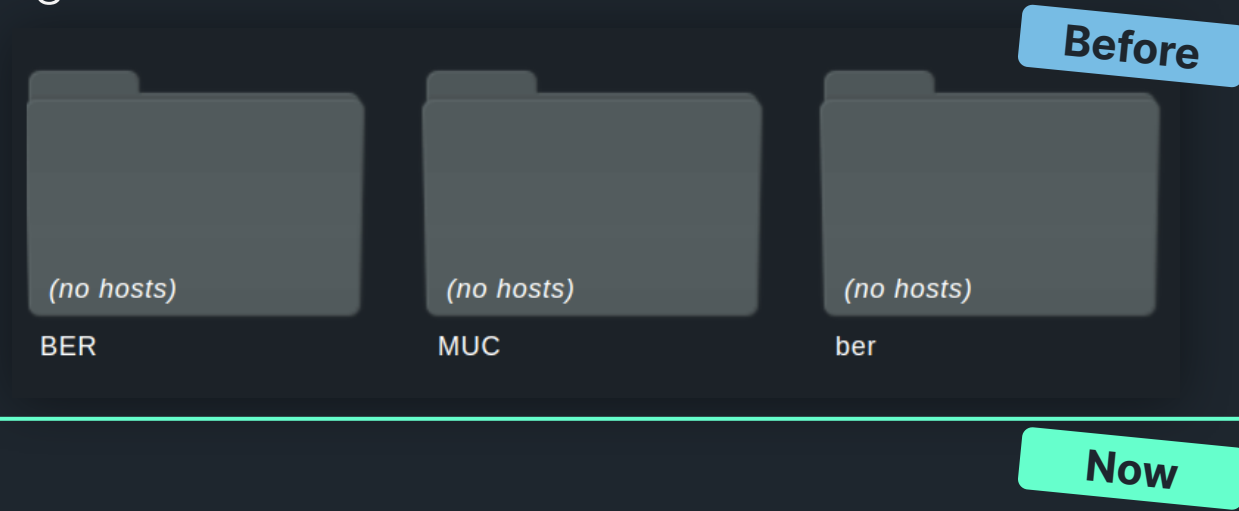 Before
(no hosts)
(no hosts)
(no hosts)
BER
MUC
ber
Now